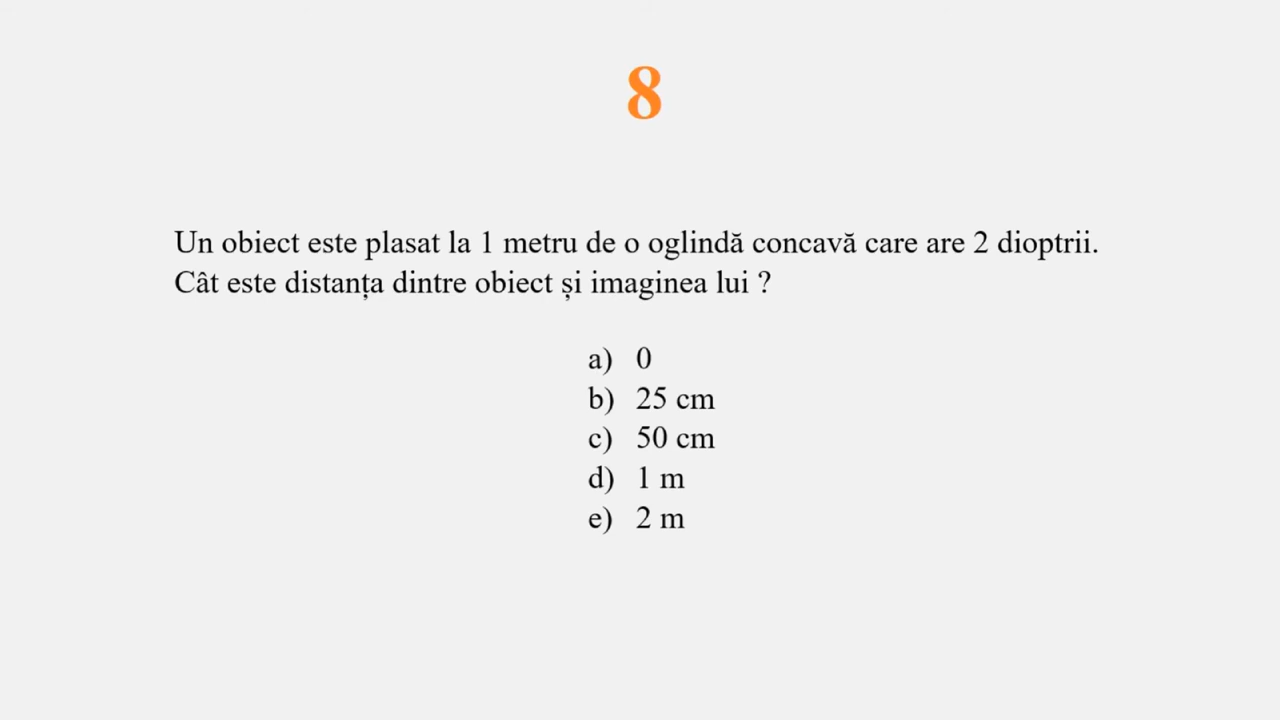 8
Un obiect este plasat la 1 metru de o oglindă concavă care are 2 dioptrii.
Cât este distanța dintre obiect și imaginea lui ?
a) 0
b) 25 cm
c) 50 cm
d) 1 m
e) 2 m